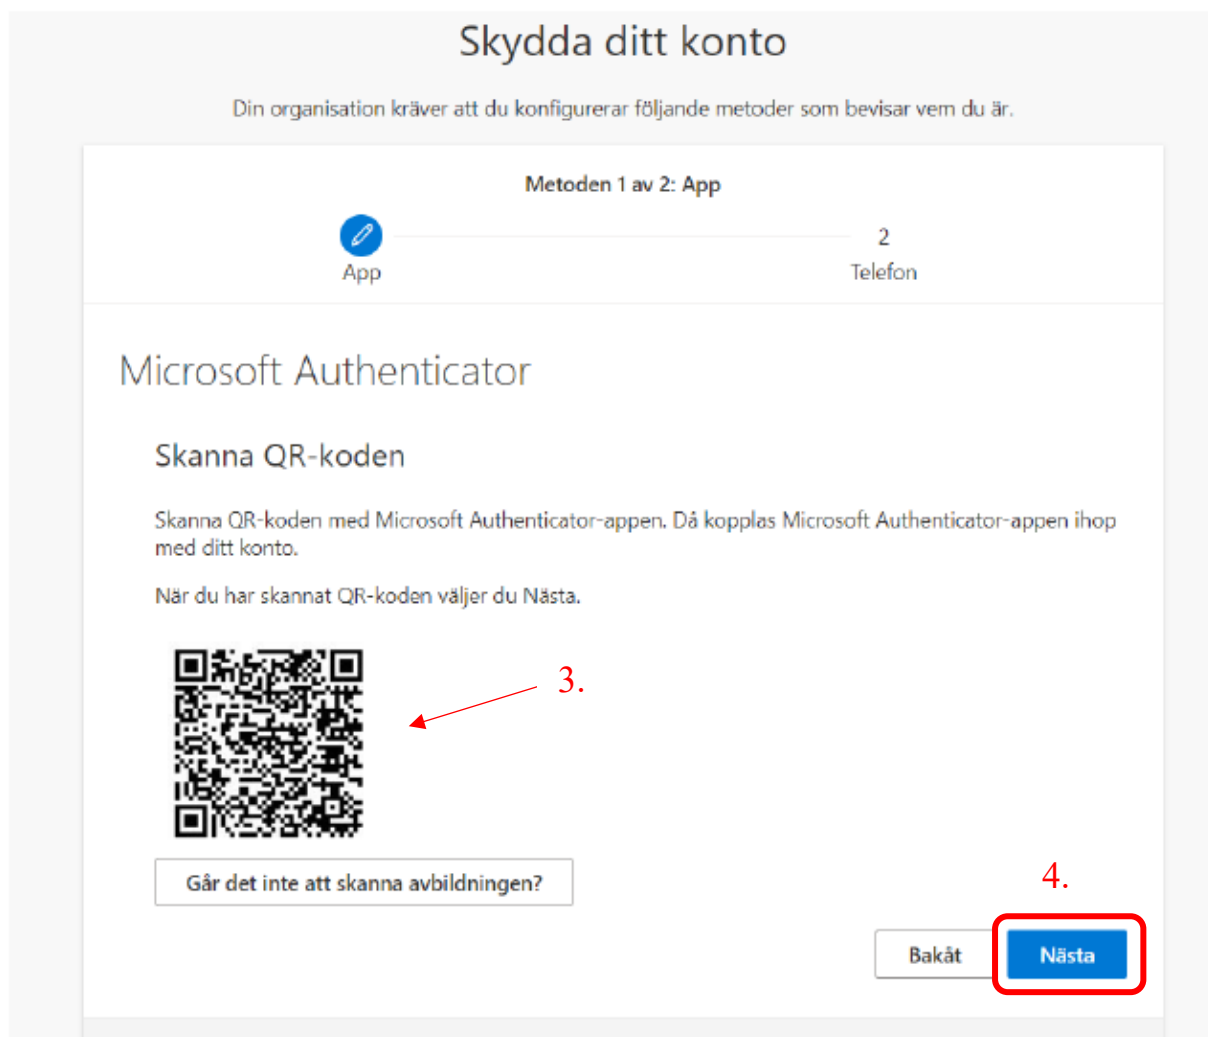 Skydda ditt konto
Din organisation kräver att du konfigurerar följande metoder som bevisar vem du är.
Metoden 1 av 2: App
2
App
Telefon
Microsoft Authenticator
Skanna QR-koden
Skanna QR-koden med Microsoft Authenticator-appen. Då kopplas Microsoft Authenticator-appen ihop
med ditt konto.
När du har skannat QR-koden väljer du Nästa.
3.
Går det inte att skanna avbildningen?
4.
Bakåt
Nästa